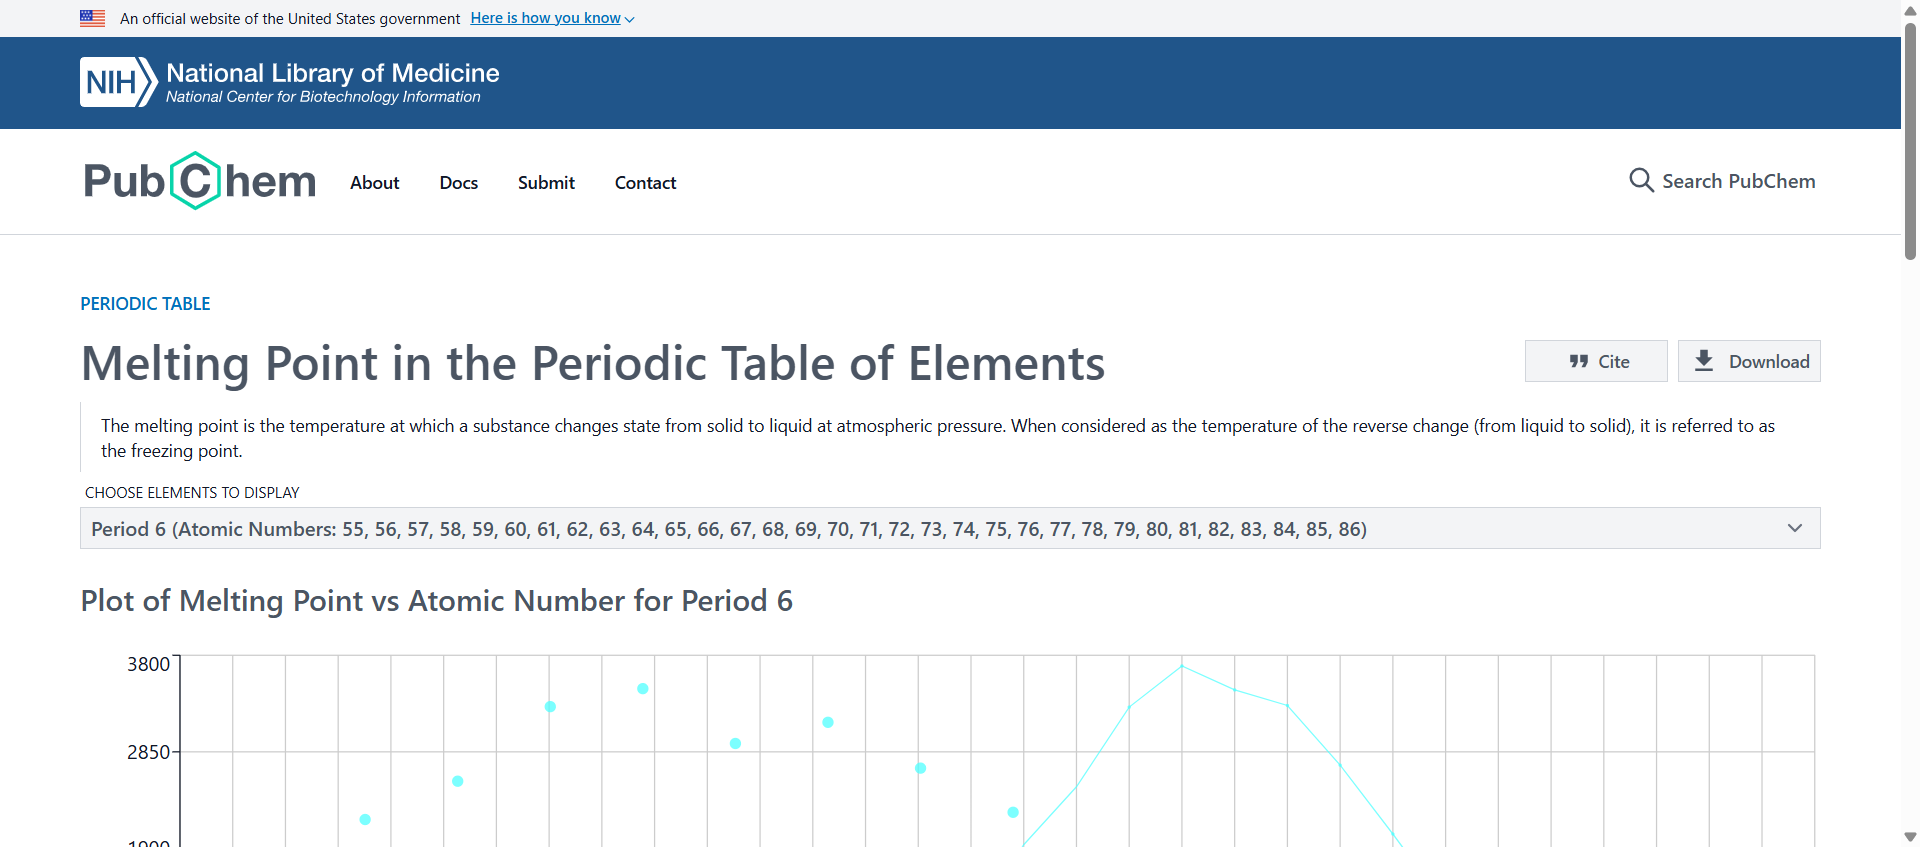 An official website of the United States government Here is how you know
NIH National Library of Medicine
National Center for Biotechnology Information
PubChem About Docs Submit Contact Search PubChem
PERIODIC TABLE
Melting Point in the Periodic Table of Elements
Cite Download
The melting point is the temperature at which a substance changes state from solid to liquid at atmospheric pressure. When considered as the temperature of the reverse change (from liquid to solid), it is referred to as
the freezing point.
CHOOSE ELEMENTS TO DISPLAY
Period 6 (Atomic Numbers: 55, 56, 57, 58, 59, 60, 61, 62, 63, 64, 65, 66, 67, 68, 69, 70, 71, 72, 73, 74, 75, 76, 77, 78, 79, 80, 81, 82, 83, 84, 85, 86)
Plot of Melting Point vs Atomic Number for Period 6
3800
2850
1900